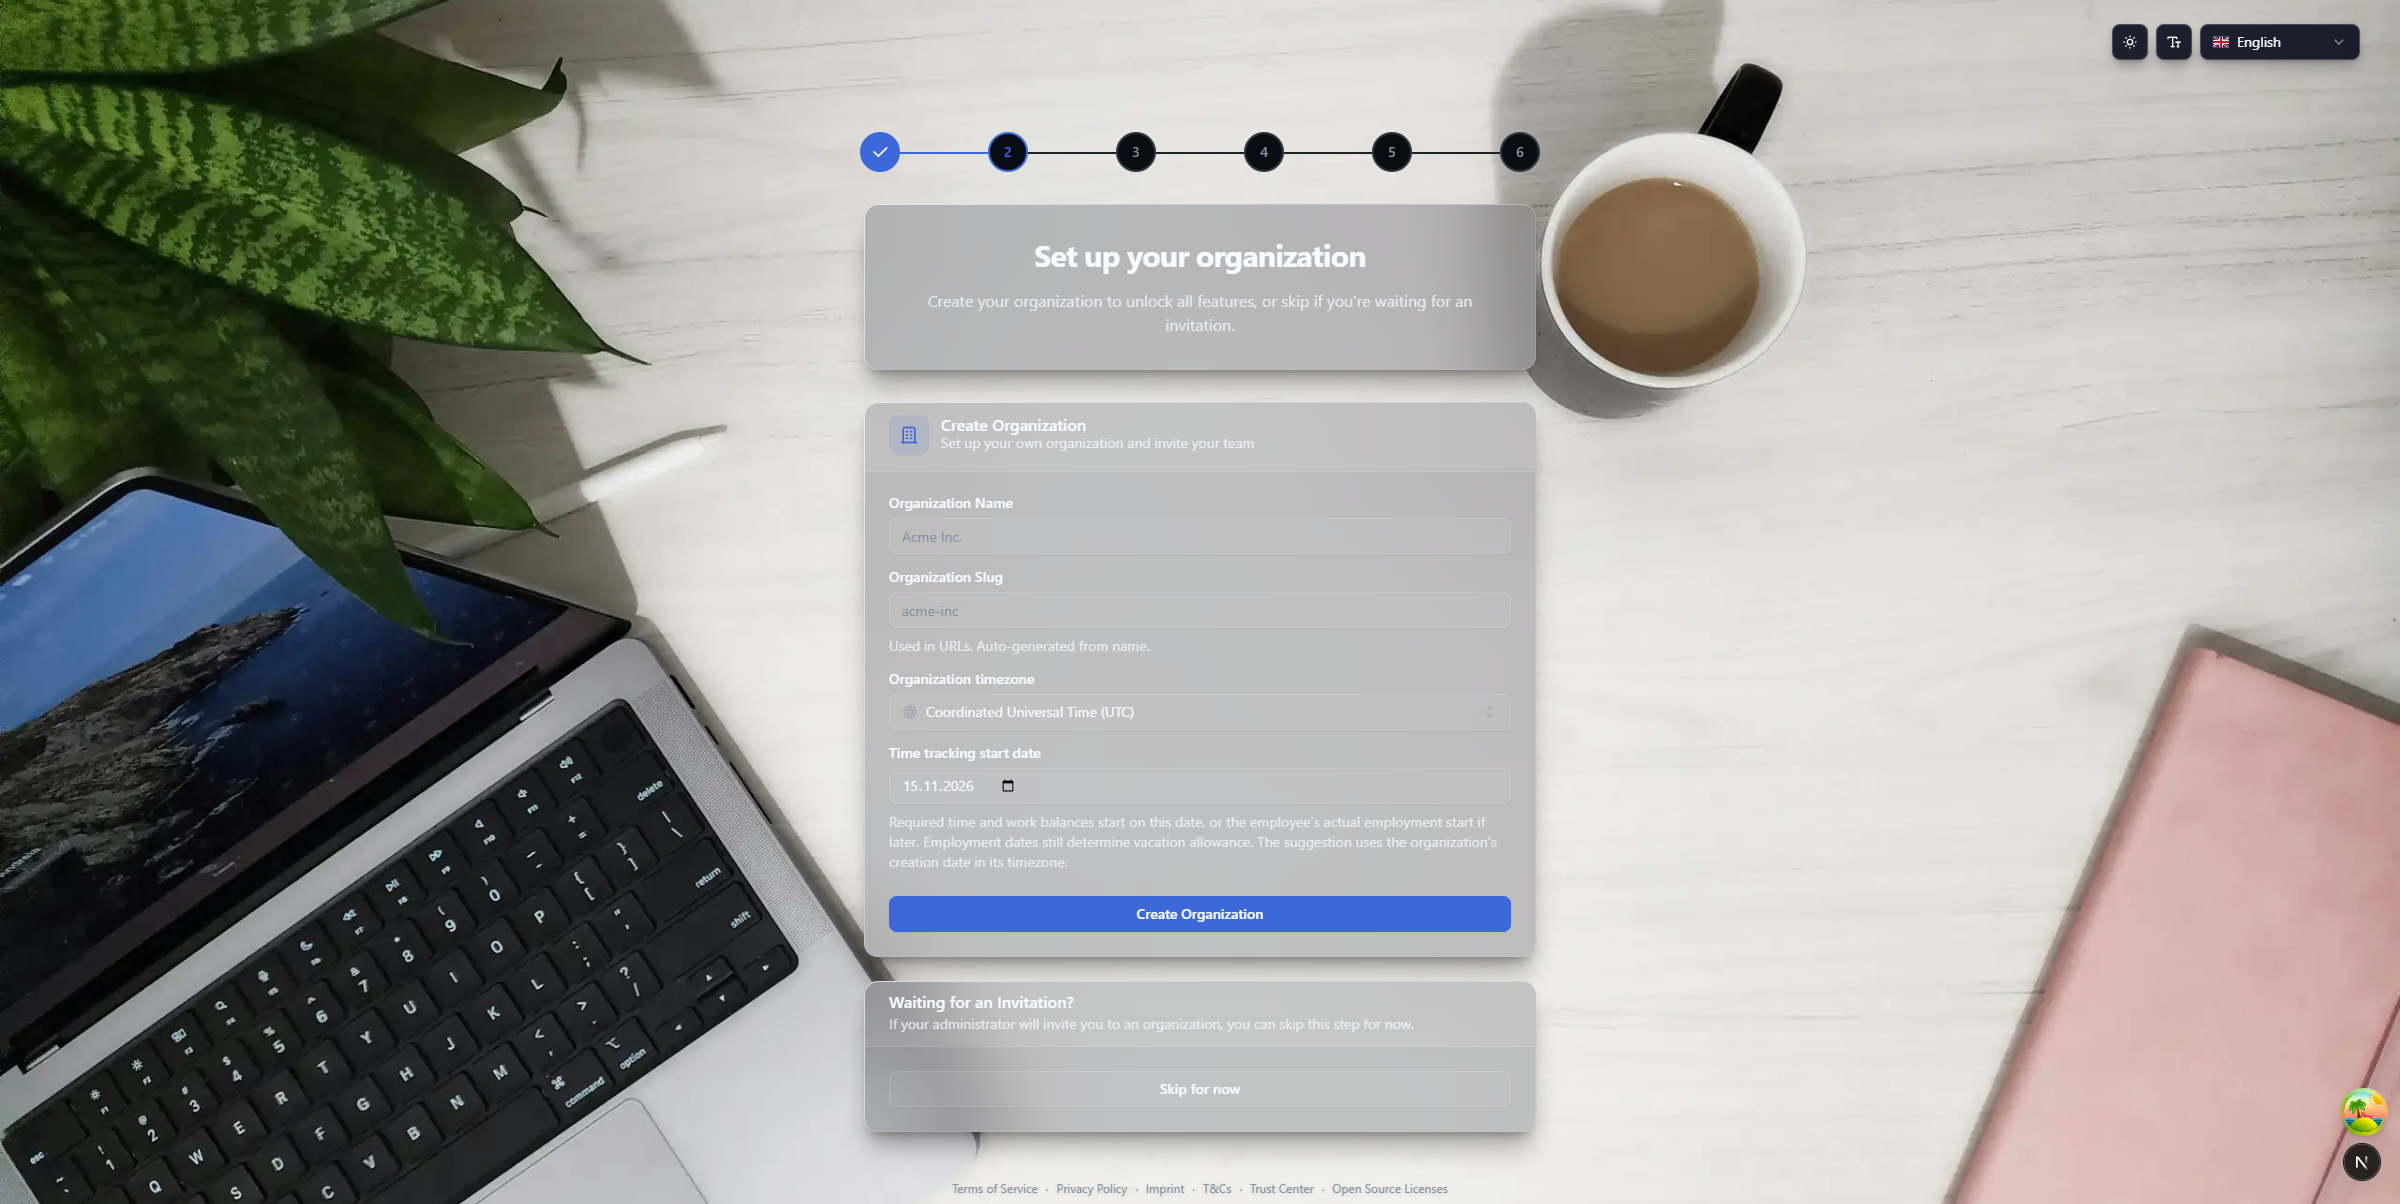 English
2
3
4
5
6
Set up your organization
Create your organization to unlock all features, or skip if you're waiting for an
invitation.
Create Organization
Set up your own organization and invite your team
Organization Name
Acme Inc.
Organization Slug
acme-inc
Used in URLs. Auto-generated from name.
Organization timezone
Coordinated Universal Time (UTC)
Time tracking start date
15.11.2026
Required time and work balances start on this date, or the employee's actual employment start if
later. Employment dates still determine vacation allowance. The suggestion uses the organization's
creation date in its timezone.
Create Organization
Waiting for an Invitation?
If your administrator will invite you to an organization, you can skip this step for now.
Skip for now
Terms of Service · Privacy Policy · Imprint · T&Cs · Trust Center · Open Source Licenses
delete
return
shift
option
command
esc